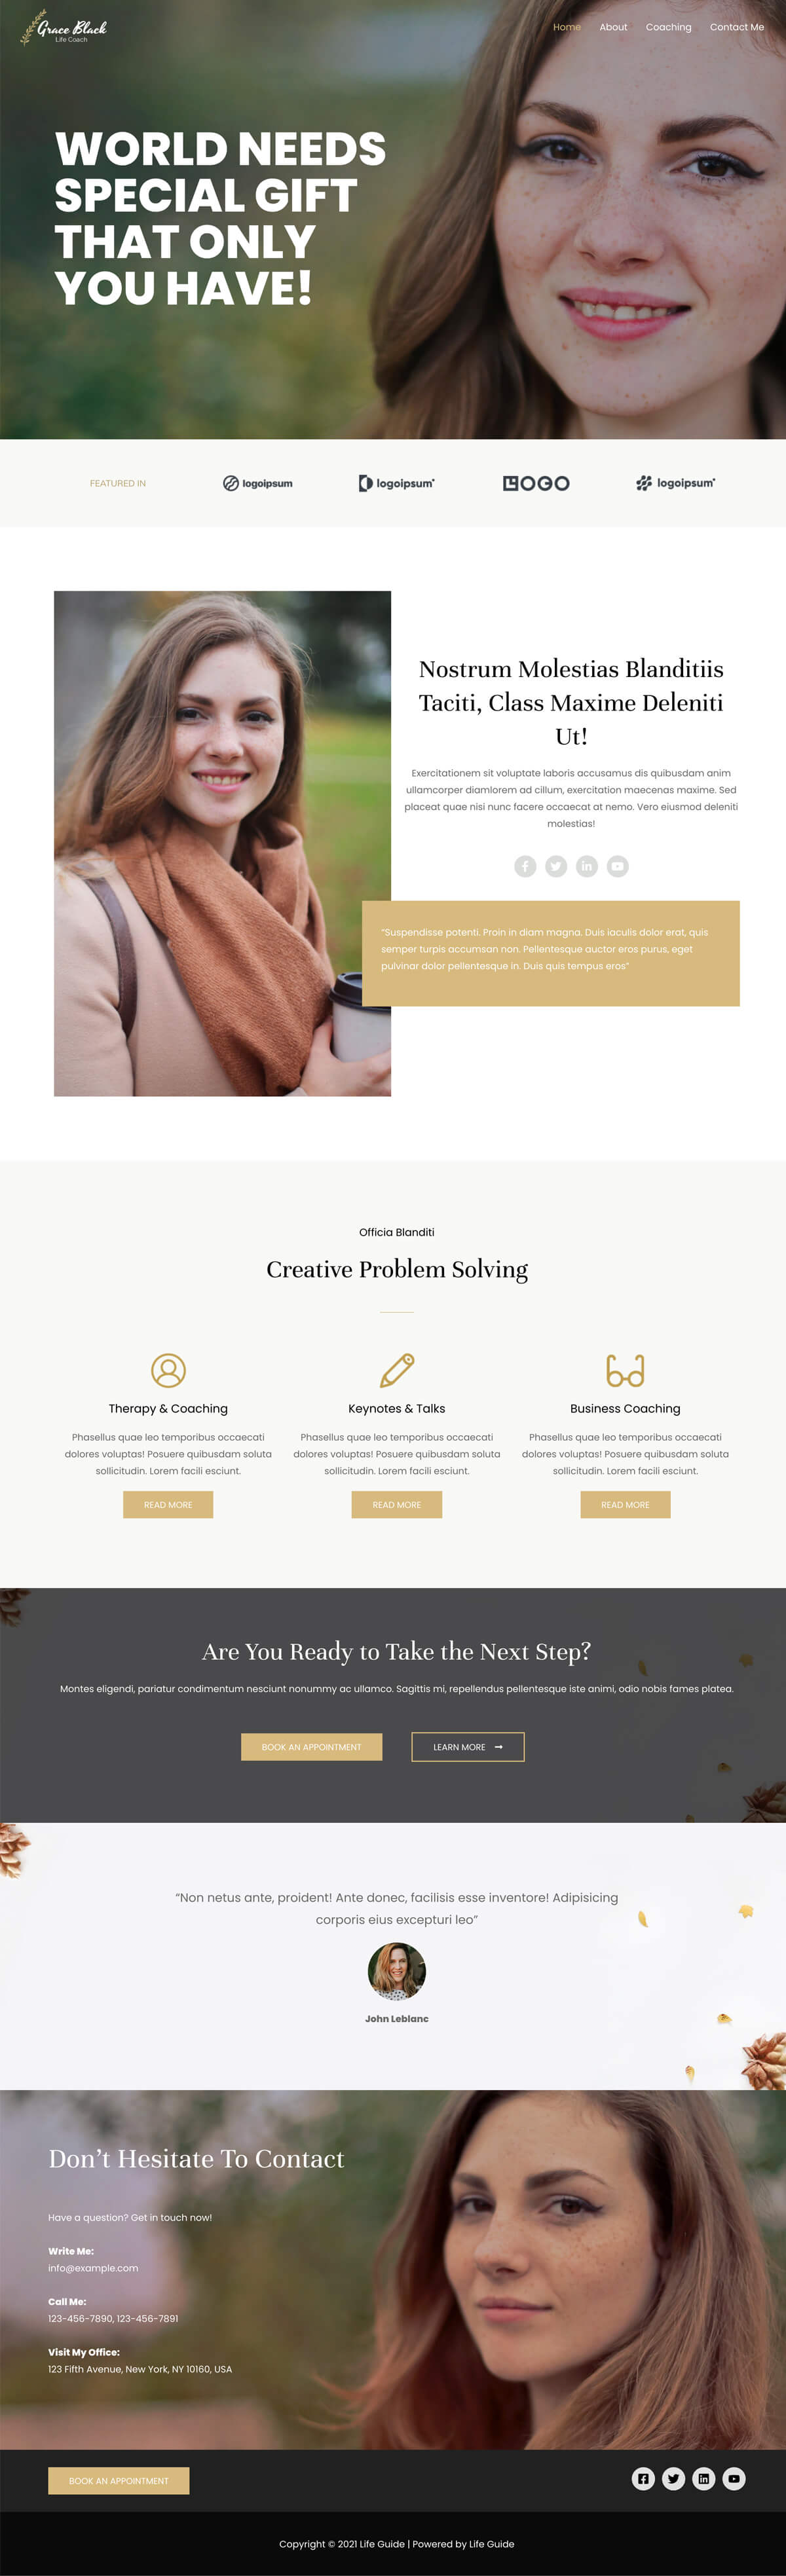 Grace Black
Life Coach
Home About Coaching Contact Me
WORLD NEEDS
SPECIAL GIFT
THAT ONLY
YOU HAVE!
FEATURED IN
logoipsum
logoipsum
LOGO
logoipsum
Nostrum Molestias Blanditiis
Taciti, Class Maxime Deleniti
Ut!
Exercitationem sit voluptate laboris accusamus dis quibusdam anim
ullamcorper diamlorem ad cillum, exercitation maecenas maxime. Sed
placeat quae nisi nunc facere occaecat at nemo. Vero eiusmod deleniti
molestias!
“Suspendisse potenti. Proin in diam magna. Duis iaculis dolor erat, quis
semper turpis accumsan non. Pellentesque auctor eros purus, eget
pulvinar dolor pellentesque in. Duis quis tempus eros”
Officia Blanditi
Creative Problem Solving
Therapy & Coaching
Phasellus quae leo temporibus occaecati
dolores voluptas! Posuere quibusdam soluta
sollicitudin. Lorem facili esciunt.
READ MORE
Keynotes & Talks
Phasellus quae leo temporibus occaecati
dolores voluptas! Posuere quibusdam soluta
sollicitudin. Lorem facili esciunt.
READ MORE
Business Coaching
Phasellus quae leo temporibus occaecati
dolores voluptas! Posuere quibusdam soluta
sollicitudin. Lorem facili esciunt.
READ MORE
Are You Ready to Take the Next Step?
Montes eligendi, pariatur condimentum nesciunt nonummy ac ullamco. Sagittis mi, repellendus pellentesque iste animi, odio nobis fames platea.
BOOK AN APPOINTMENT
LEARN MORE
“Non netus ante, proident! Ante donec, facilisis esse inventore! Adipisicing
corporis eius excepturi leo”
John Leblanc
Don’t Hesitate To Contact
Have a question? Get in touch now!
Write Me:
info@example.com
Call Me:
123-456-7890, 123-456-7891
Visit My Office:
123 Fifth Avenue, New York, NY 10160, USA
BOOK AN APPOINTMENT
Copyright © 2021 Life Guide | Powered by Life Guide